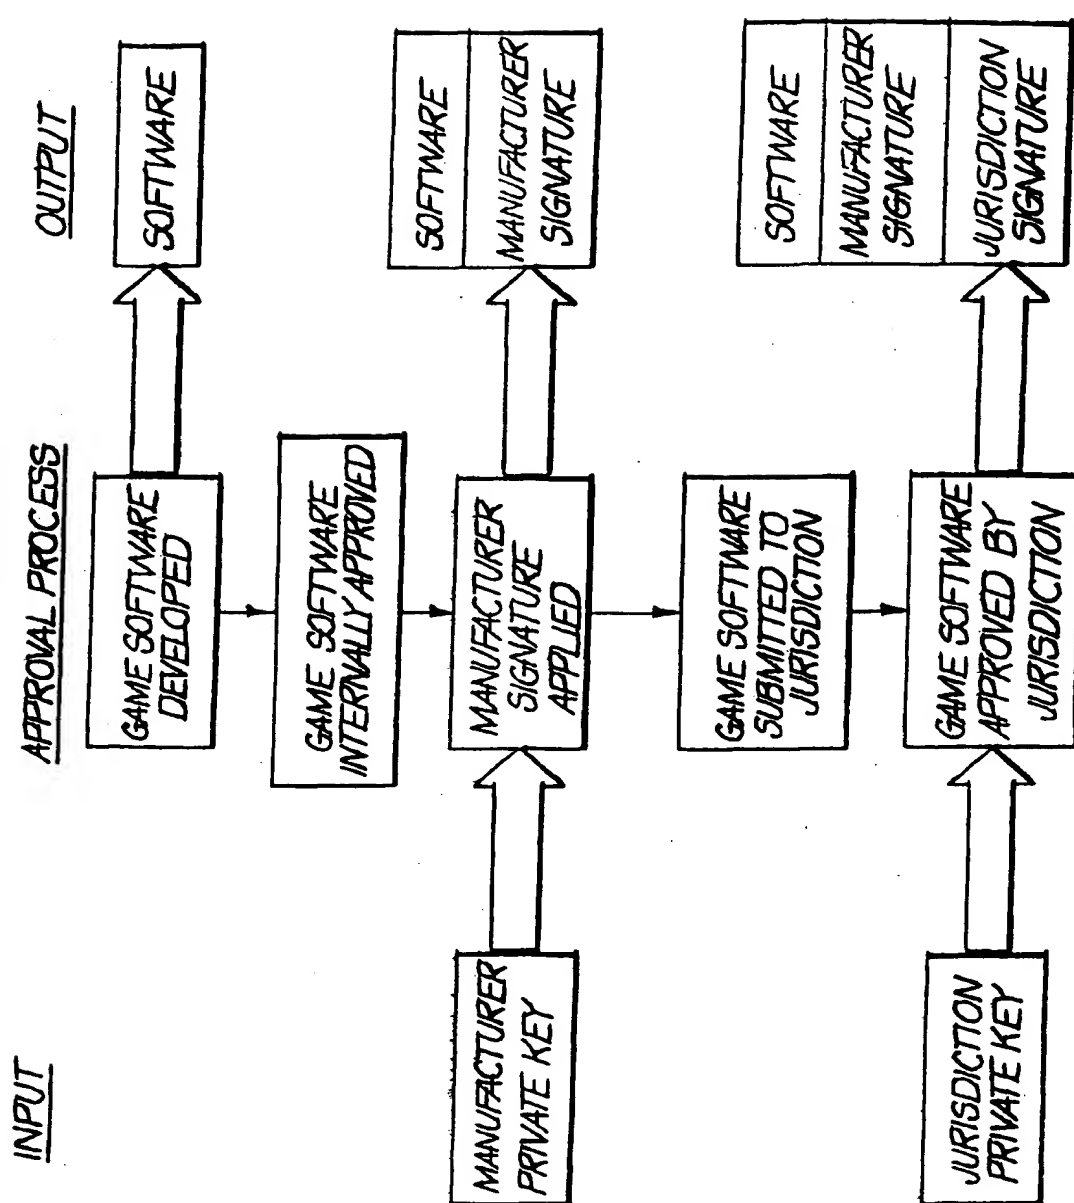 INPUT
APPROVAL PROCESS
OUTPUT
GAME SOFTWARE
DEVELOPED
SOFTWARE
GAME SOFTWARE
INTERNALLY APPROVED
MANUFACTURER
PRIVATE KEY
MANUFACTURER
SIGNATURE
APPLIED
SOFTWARE
MANUFACTURER
SIGNATURE
GAME SOFTWARE
SUBMITTED TO
JURISDICTION
JURISDICTION
PRIVATE KEY
GAME SOFTWARE
APPROVED BY
JURISDICTION
SOFTWARE
MANUFACTURER
SIGNATURE
JURISDICTION
SIGNATURE